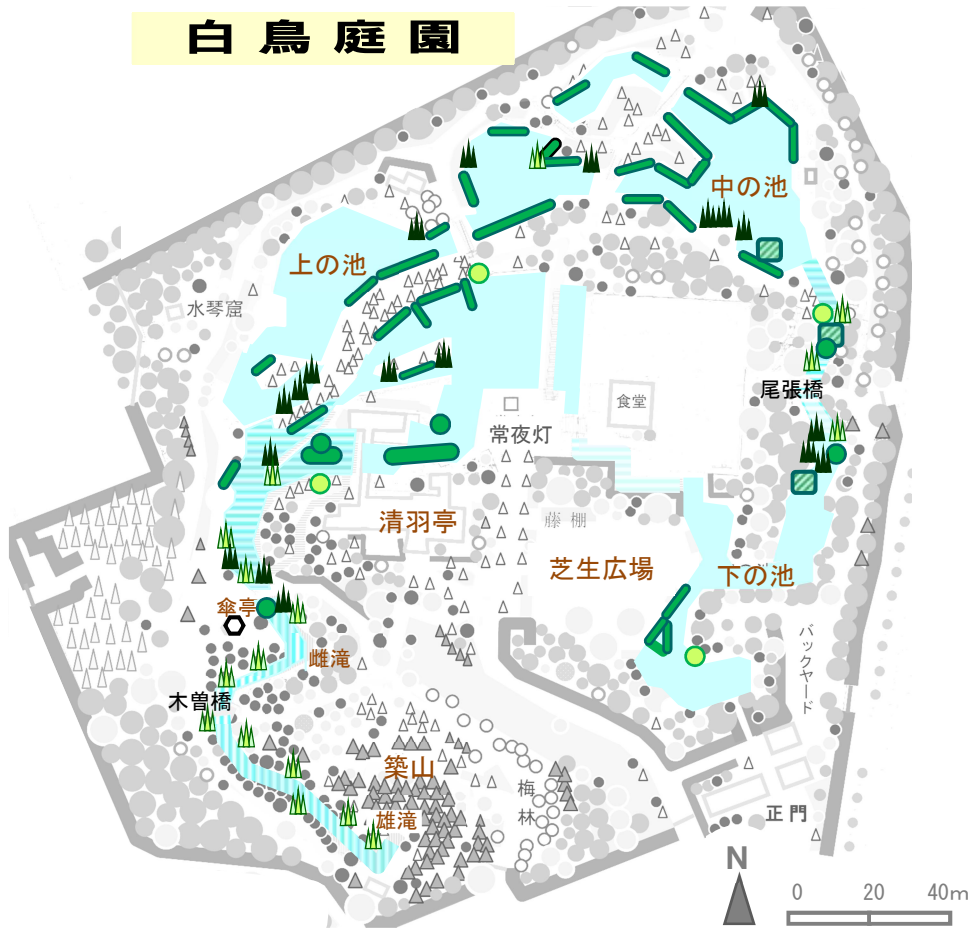 白鳥庭園
中の池
上の池
水琴窟
尾張橋
食堂
常夜灯
清羽亭
藤棚
芝生広場
下の池
傘亭
バックヤード
雌滝
木曽橋
築山
梅林
雄滝
正門
N
0 20 40m